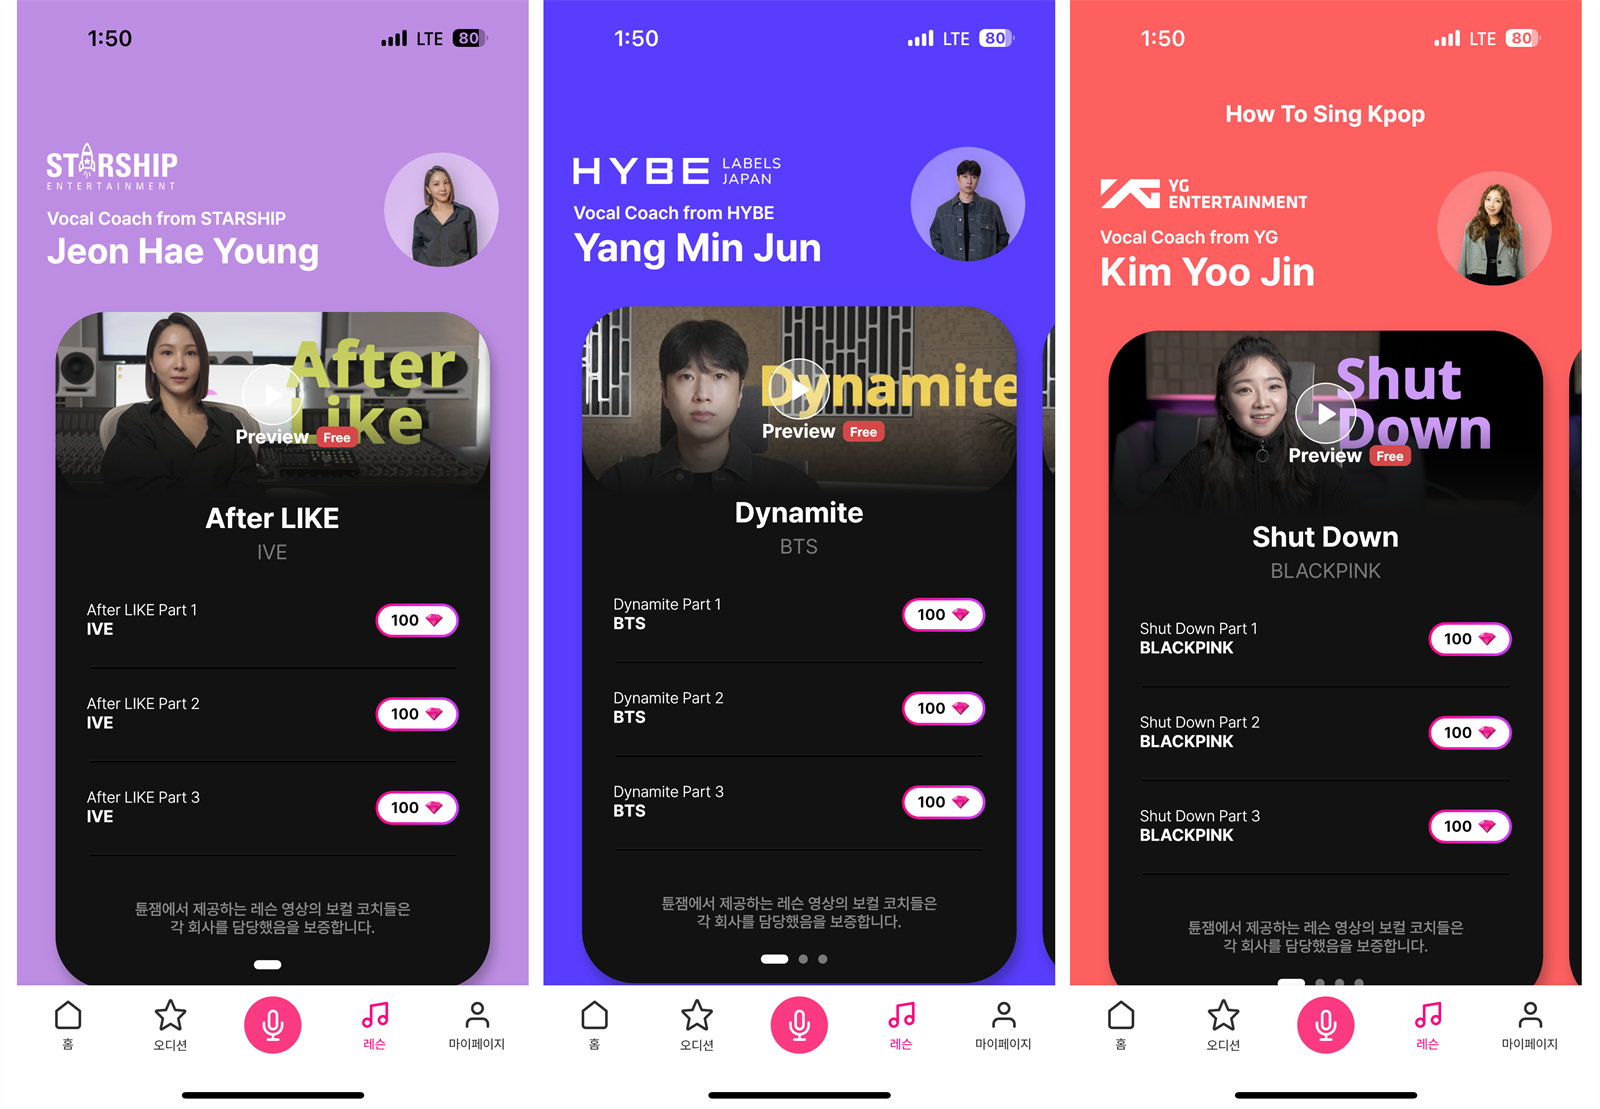 1:50
LTE 80
STARSHIP
ENTERTAINMENT
Vocal Coach from STARSHIP
Jeon Hae Young
After
Like
Preview Free
After LIKE
IVE
After LIKE Part 1
IVE
100
After LIKE Part 2
IVE
100
After LIKE Part 3
IVE
100
튠잼에서 제공하는 레슨 영상의 보컬 코치들은
각 회사를 담당했음을 보증합니다.
홈
오디션
레슨
마이페이지
1:50
LTE 80
HYBE LABELS
JAPAN
Vocal Coach from HYBE
Yang Min Jun
Dynamite
Preview Free
Dynamite
BTS
Dynamite Part 1
BTS
100
Dynamite Part 2
BTS
100
Dynamite Part 3
BTS
100
튠잼에서 제공하는 레슨 영상의 보컬 코치들은
각 회사를 담당했음을 보증합니다.
홈
오디션
레슨
마이페이지
1:50
LTE 80
How To Sing Kpop
YG
ENTERTAINMENT
Vocal Coach from YG
Kim Yoo Jin
Shut
Down
Preview Free
Shut Down
BLACKPINK
Shut Down Part 1
BLACKPINK
100
Shut Down Part 2
BLACKPINK
100
Shut Down Part 3
BLACKPINK
100
튠잼에서 제공하는 레슨 영상의 보컬 코치들은
각 회사를 담당했음을 보증합니다.
홈
오디션
레슨
마이페이지